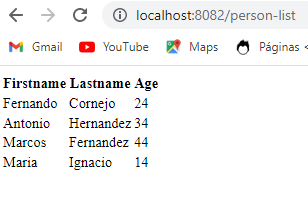 localhost:8082/person-list
Gmail YouTube Maps Páginas
Firstname Lastname Age
Fernando Cornejo 24
Antonio Hernandez 34
Marcos Fernandez 44
Maria Ignacio 14